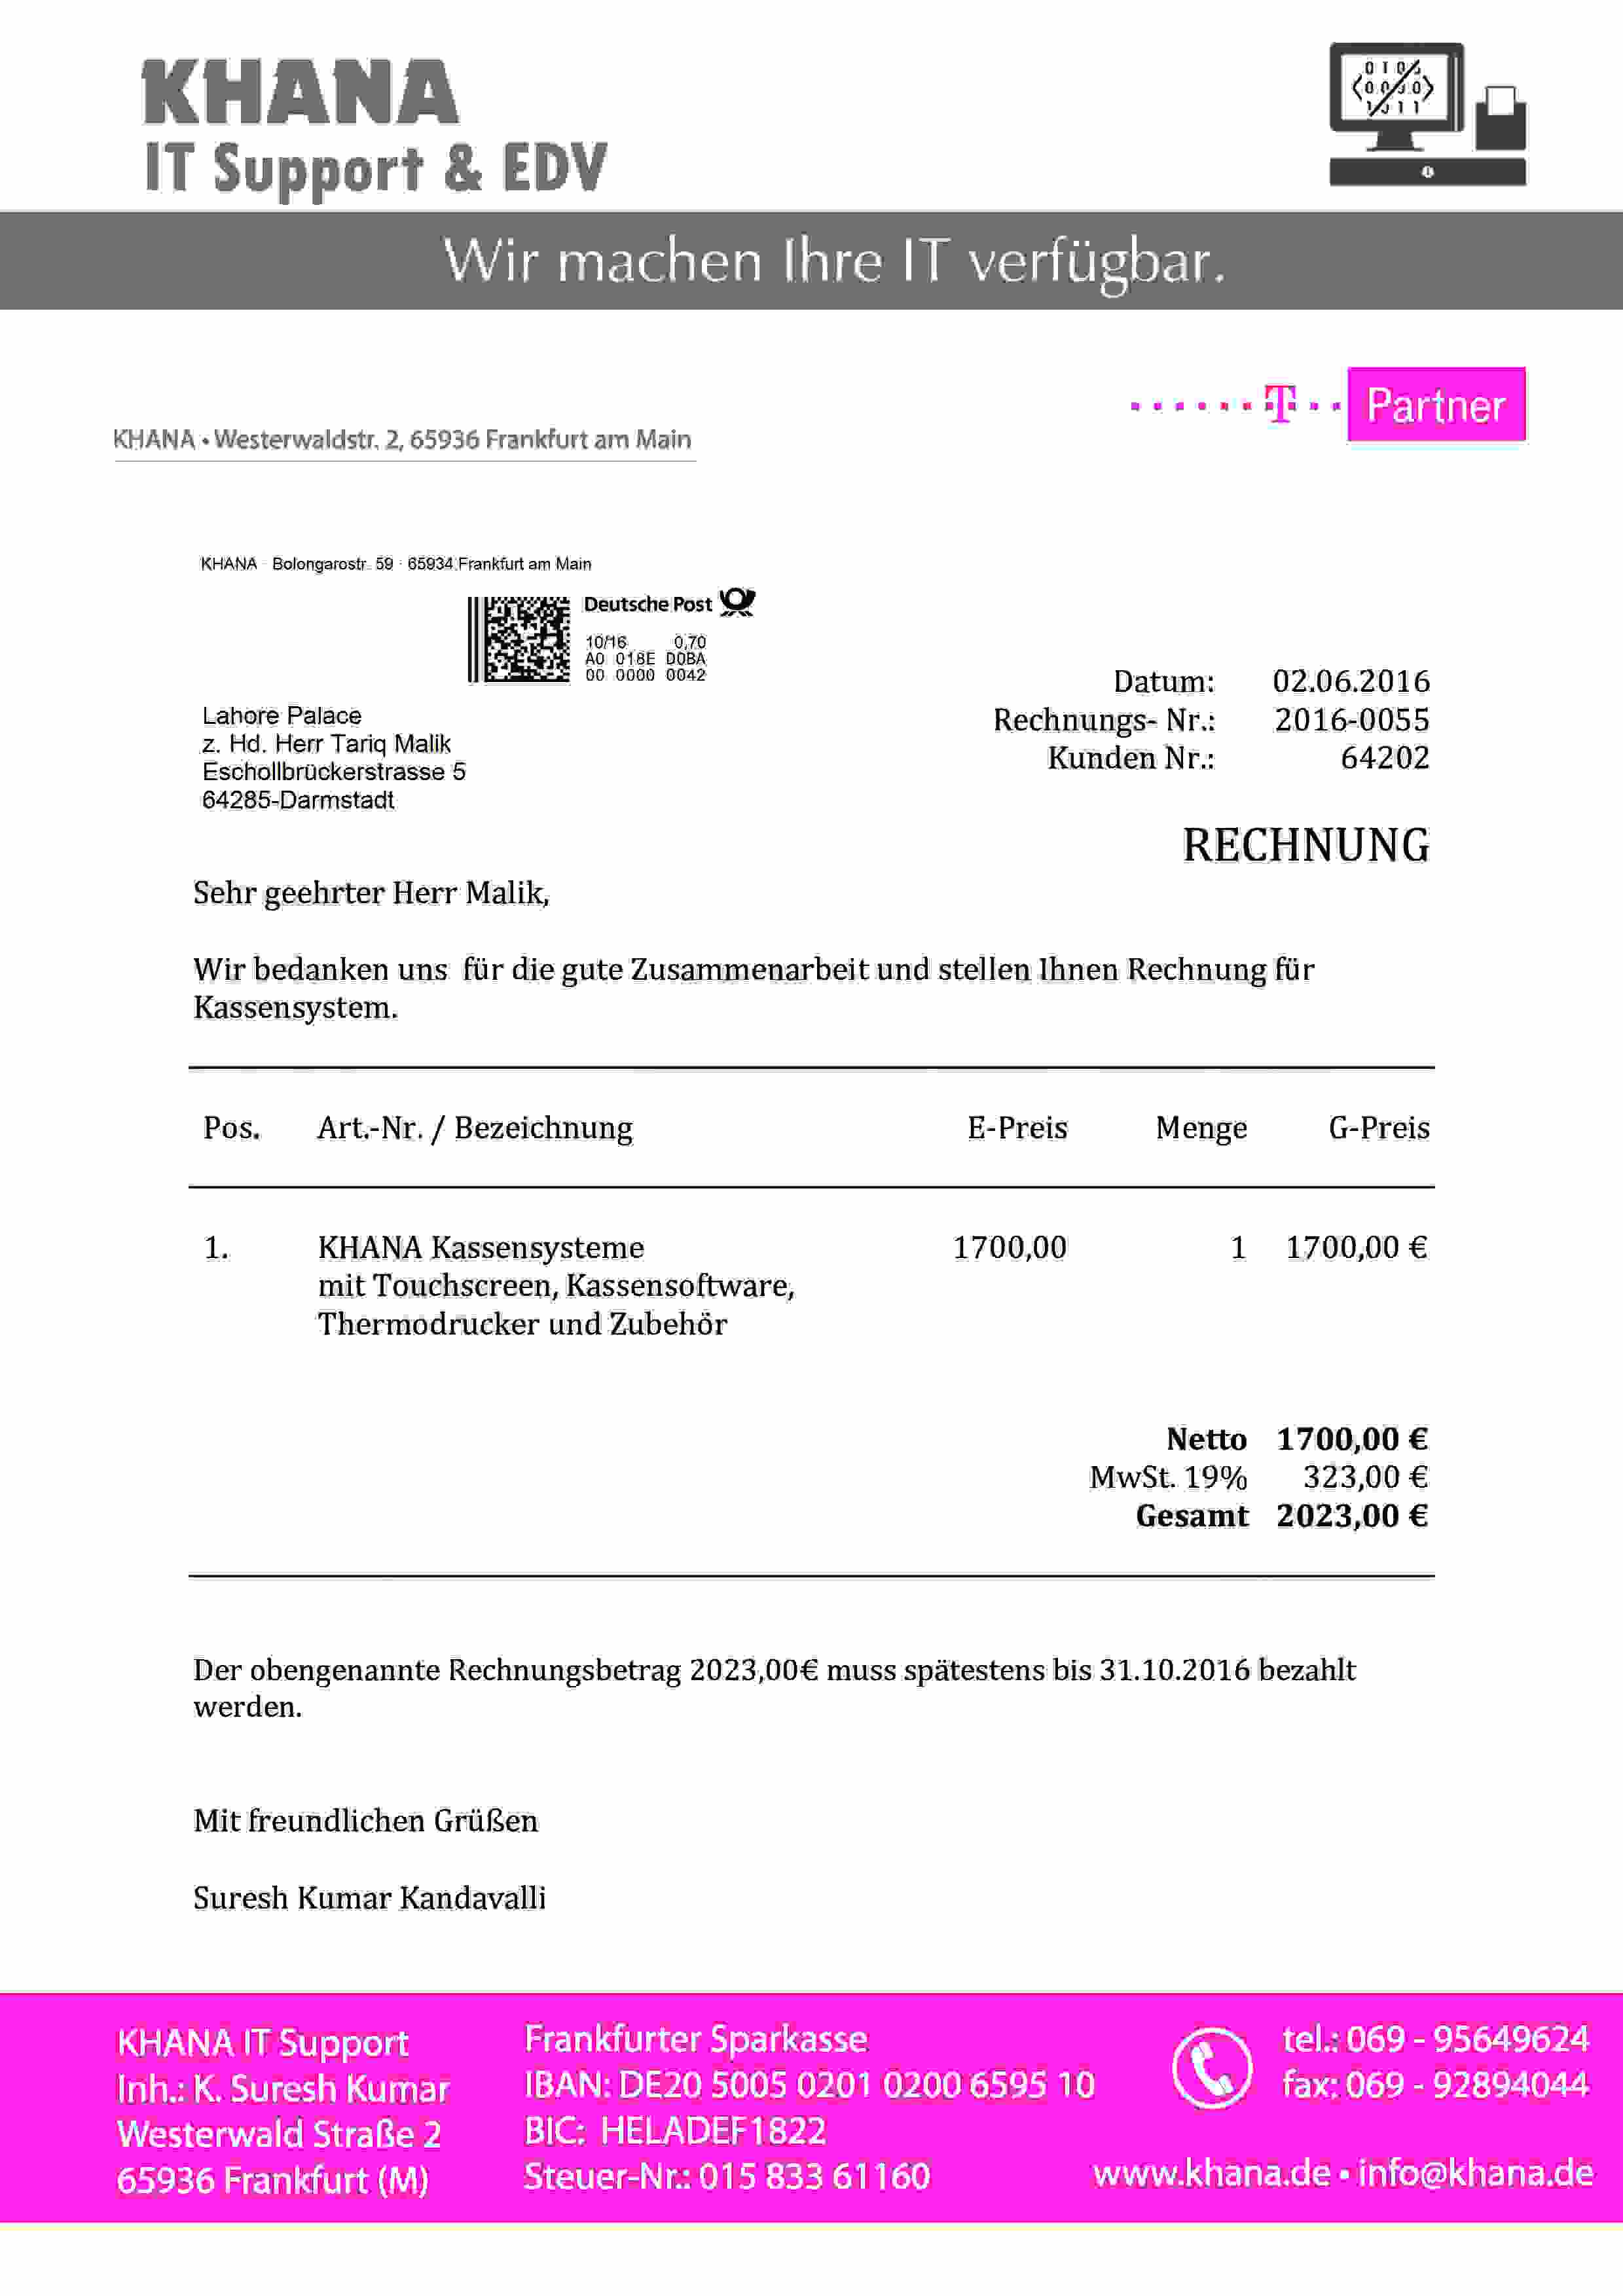 KHANA
IT Support & EDV
Wir machen Ihre IT verfügbar.
T Partner
KHANA • Westerwaldstr. 2, 65936 Frankfurt am Main
KHANA · Bolongarostr. 59 · 65934 Frankfurt am Main
Deutsche Post
10/16 0,70
A0 018E D0BA
00 0000 0042
Lahore Palace
z. Hd. Herr Tariq Malik
Eschollbrückerstrasse 5
64285-Darmstadt
Datum: 02.06.2016
Rechnungs- Nr.: 2016-0055
Kunden Nr.: 64202
RECHNUNG
Sehr geehrter Herr Malik,
Wir bedanken uns für die gute Zusammenarbeit und stellen Ihnen Rechnung für
Kassensystem.
Pos. Art.-Nr. / Bezeichnung E-Preis Menge G-Preis
1. KHANA Kassensysteme 1700,00 1 1700,00 €
mit Touchscreen, Kassensoftware,
Thermodrucker und Zubehör
Netto 1700,00 €
MwSt. 19% 323,00 €
Gesamt 2023,00 €
Der obengenannte Rechnungsbetrag 2023,00€ muss spätestens bis 31.10.2016 bezahlt
werden.
Mit freundlichen Grüßen
Suresh Kumar Kandavalli
KHANA IT Support
Inh.: K. Suresh Kumar
Westerwald Straße 2
65936 Frankfurt (M)
Frankfurter Sparkasse
IBAN: DE20 5005 0201 0200 6595 10
BIC: HELADEF1822
Steuer-Nr.: 015 833 61160
tel.: 069 - 95649624
fax: 069 - 92894044
www.khana.de • info@khana.de